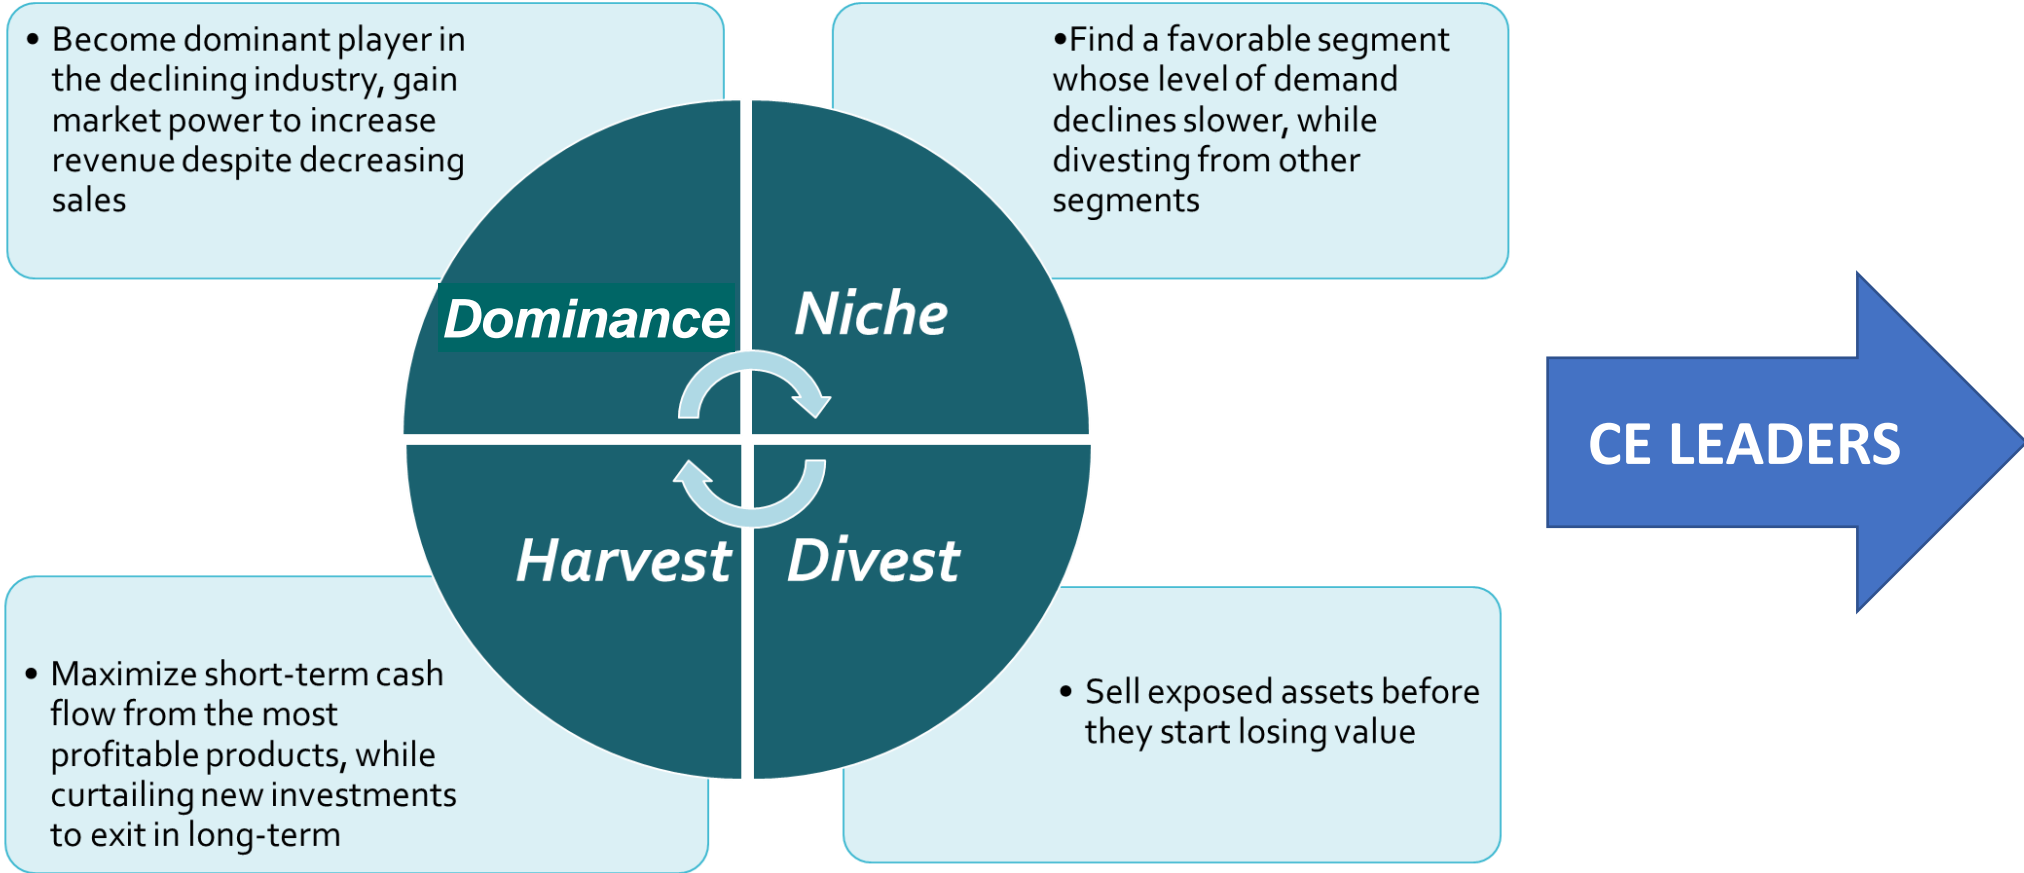 • Become dominant player in
the declining industry, gain
market power to increase
revenue despite decreasing
sales
•Find a favorable segment
whose level of demand
declines slower, while
divesting from other
segments
Dominance
Niche
Harvest
Divest
• Maximize short-term cash
flow from the most
profitable products, while
curtailing new investments
to exit in long-term
• Sell exposed assets before
they start losing value
CE LEADERS